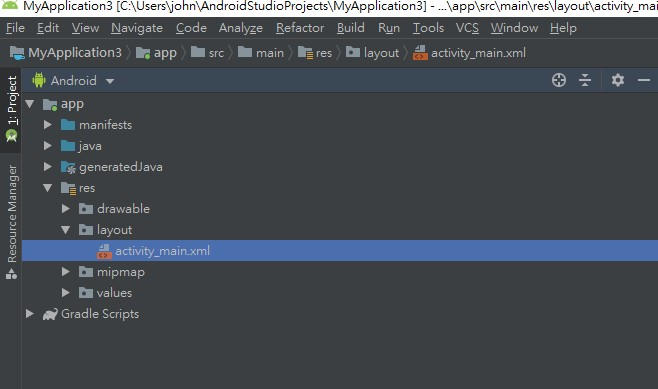 MyApplication3 [C:\Users\john\AndroidStudioProjects\MyApplication3] - ...\app\src\main\res\layout\activity_mai
File Edit View Navigate Code Analyze Refactor Build Run Tools VCS Window Help
MyApplication3 app src main res layout activity_main.xml
Android
1: Project
Resource Manager
app
manifests
java
generatedJava
res
drawable
layout
activity_main.xml
mipmap
values
Gradle Scripts